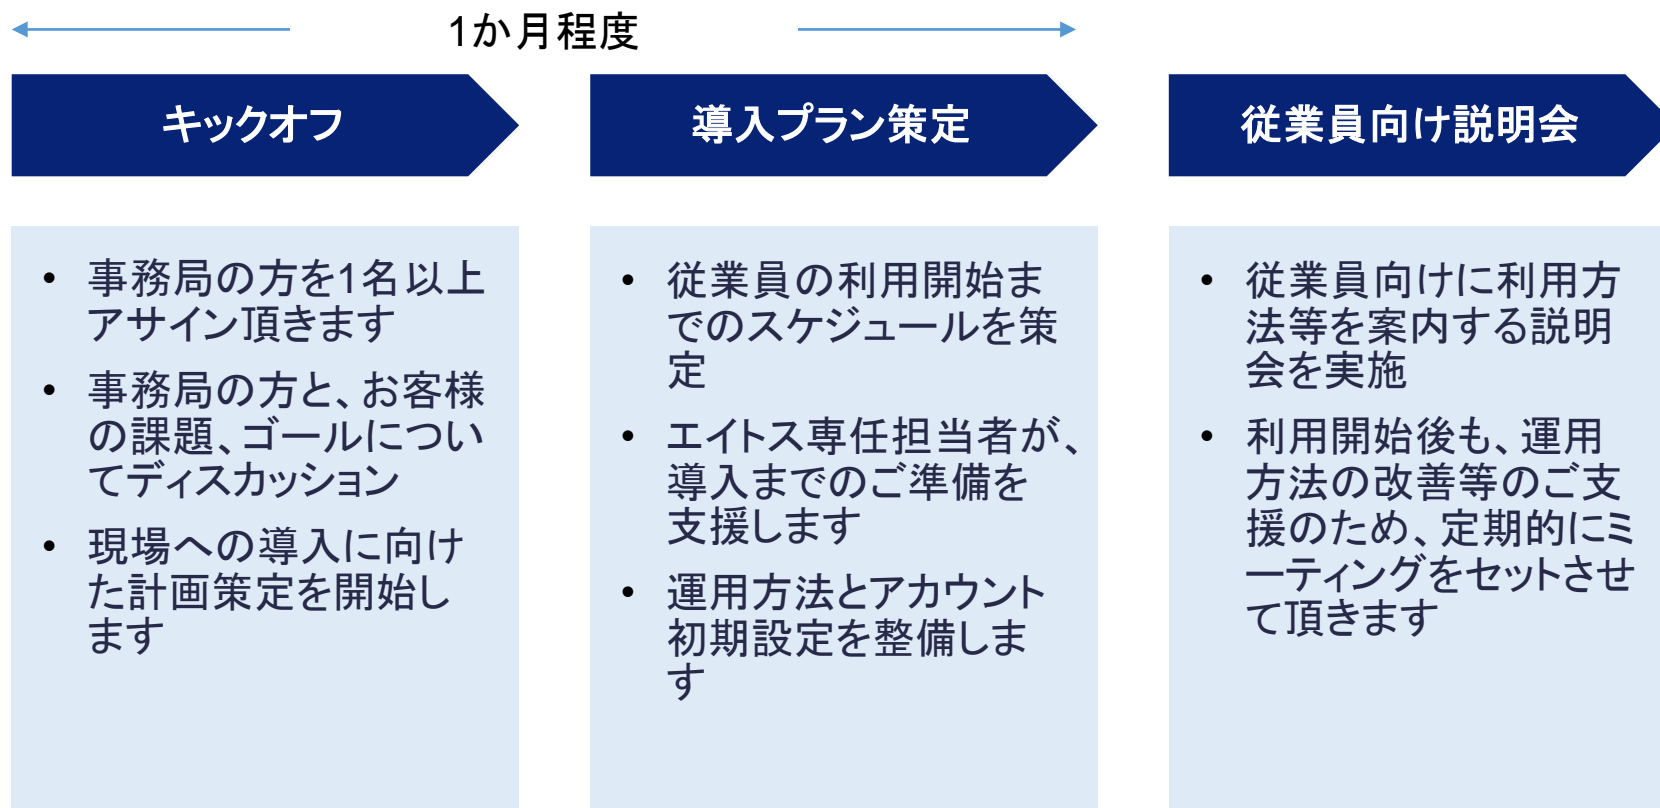 1か月程度
キックオフ
導入プラン策定
従業員向け説明会
• 事務局の方を1名以上
アサイン頂きます
• 事務局の方と、お客様
の課題、ゴールについ
てディスカッション
• 現場への導入に向け
た計画策定を開始し
ます
• 従業員の利用開始ま
でのスケジュールを策
定
• エイトス専任担当者が、
導入までのご準備を
支援します
• 運用方法とアカウント
初期設定を整備しま
す
• 従業員向けに利用方
法等を案内する説明
会を実施
• 利用開始後も、運用
方法の改善等のご支
援のため、定期的にミ
ーティングをセットさせ
て頂きます